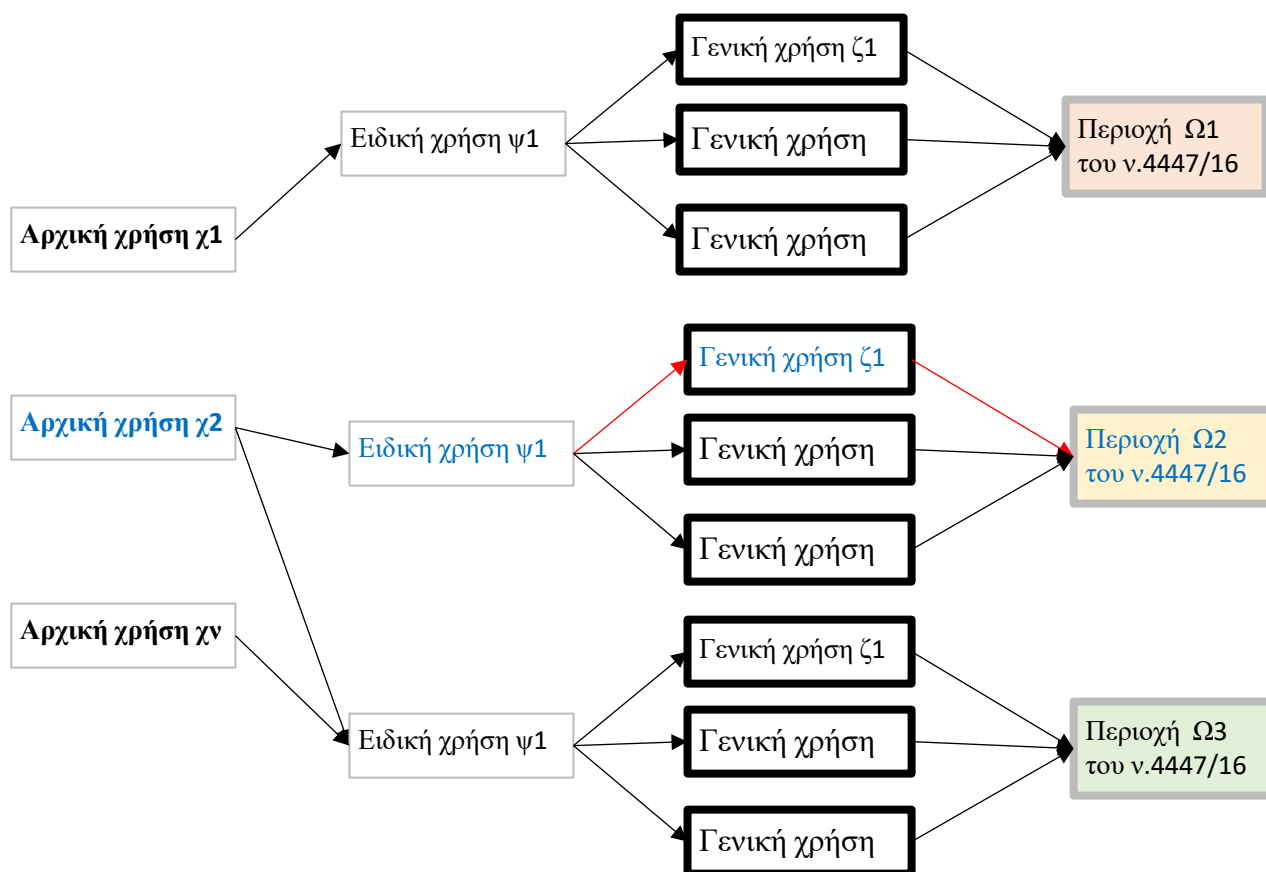 Γενική χρήση ζ1
Ειδική χρήση ψ1
Γενική χρήση
Περιοχή Ω1
του ν.4447/16
Αρχική χρήση χ1
Γενική χρήση
Γενική χρήση ζ1
Αρχική χρήση χ2
Ειδική χρήση ψ1
Γενική χρήση
Περιοχή Ω2
του ν.4447/16
Γενική χρήση
Αρχική χρήση χν
Γενική χρήση ζ1
Ειδική χρήση ψ1
Γενική χρήση
Περιοχή Ω3
του ν.4447/16
Γενική χρήση